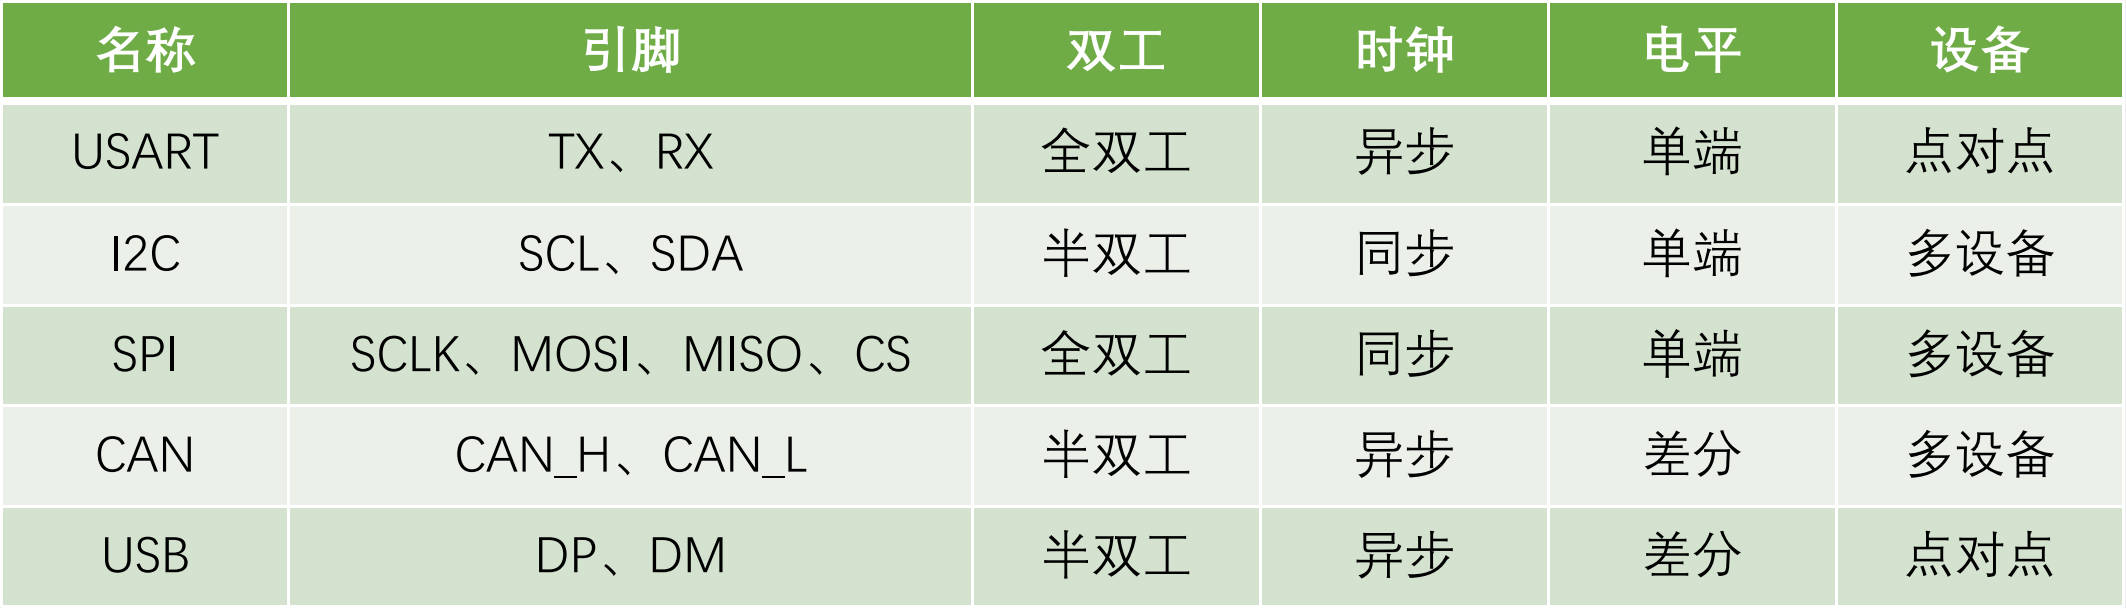 名称 引脚 双工 时钟 电平 设备
USART TX、RX 全双工 异步 单端 点对点
I2C SCL、SDA 半双工 同步 单端 多设备
SPI SCLK、MOSI、MISO、CS 全双工 同步 单端 多设备
CAN CAN_H、CAN_L 半双工 异步 差分 多设备
USB DP、DM 半双工 异步 差分 点对点